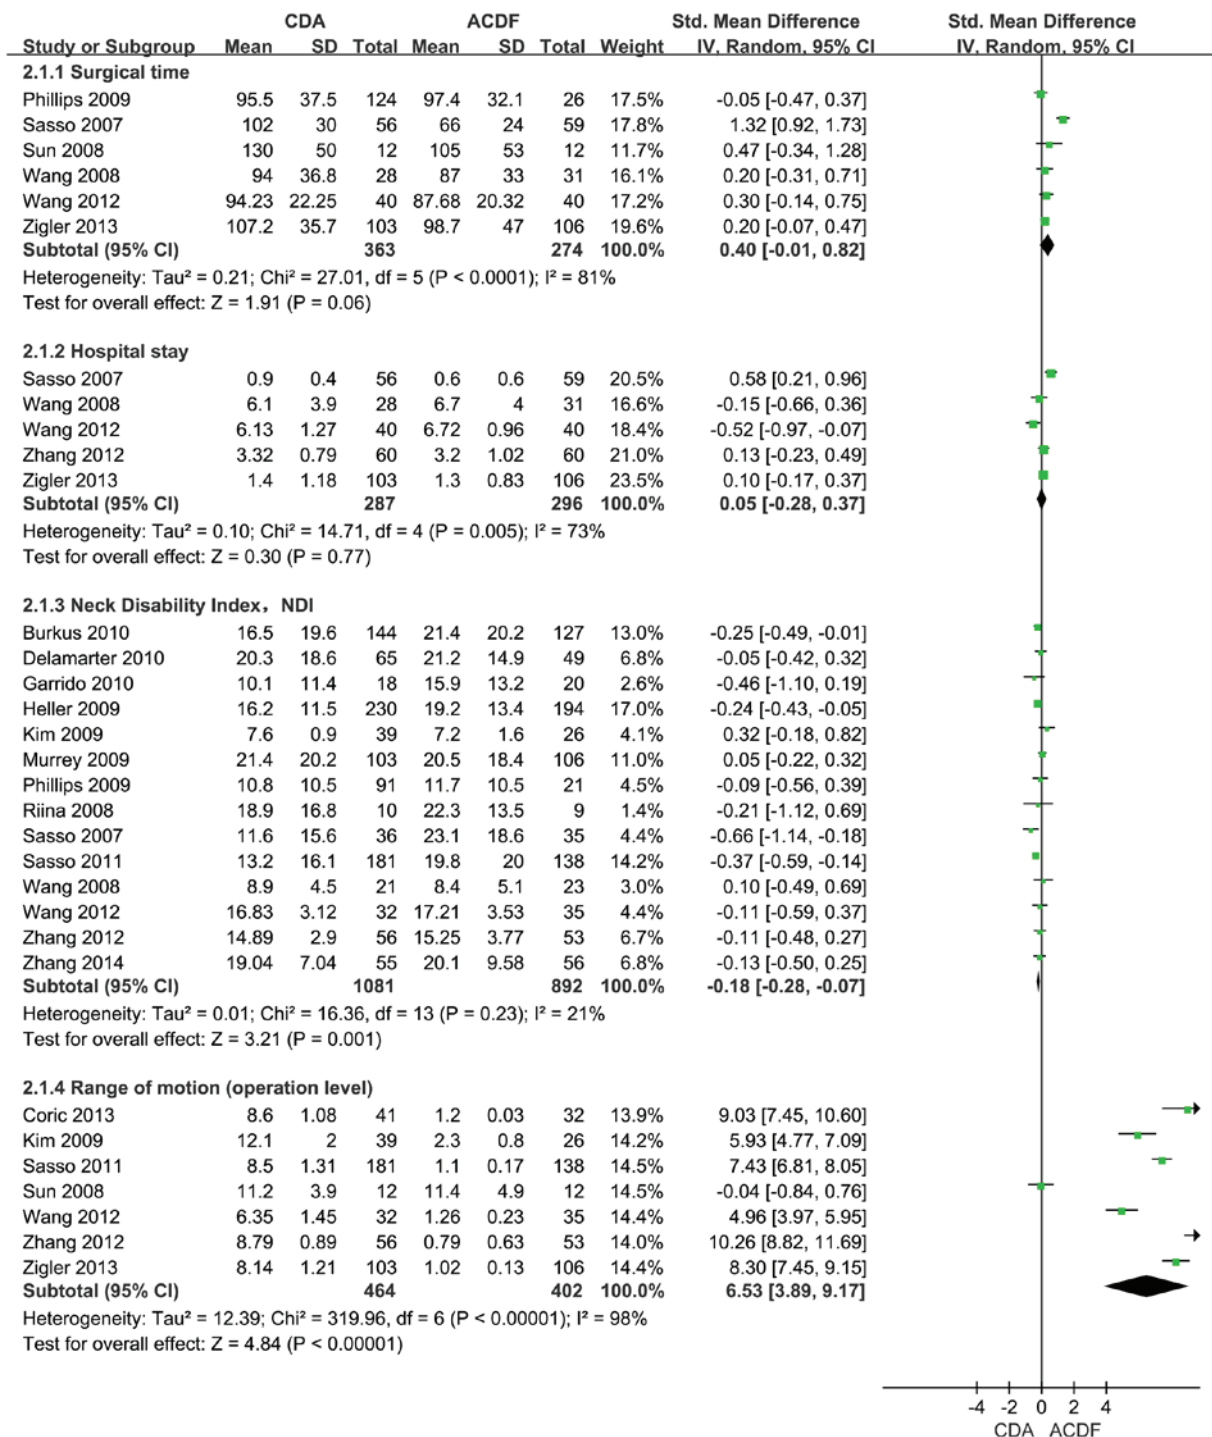 CDA ACDF Std. Mean Difference Std. Mean Difference
Study or Subgroup Mean SD Total Mean SD Total Weight IV, Random, 95% CI IV, Random, 95% CI
2.1.1 Surgical time
Phillips 2009 95.5 37.5 124 97.4 32.1 26 17.5% -0.05 [-0.47, 0.37]
Sasso 2007 102 30 56 66 24 59 17.8% 1.32 [0.92, 1.73]
Sun 2008 130 50 12 105 53 12 11.7% 0.47 [-0.34, 1.28]
Wang 2008 94 36.8 28 87 33 31 16.1% 0.20 [-0.31, 0.71]
Wang 2012 94.23 22.25 40 87.68 20.32 40 17.2% 0.30 [-0.14, 0.75]
Zigler 2013 107.2 35.7 103 98.7 47 106 19.6% 0.20 [-0.07, 0.47]
Subtotal (95% CI) 363 274 100.0% 0.40 [-0.01, 0.82]
Heterogeneity: Tau² = 0.21; Chi² = 27.01, df = 5 (P < 0.0001); I² = 81%
Test for overall effect: Z = 1.91 (P = 0.06)
2.1.2 Hospital stay
Sasso 2007 0.9 0.4 56 0.6 0.6 59 20.5% 0.58 [0.21, 0.96]
Wang 2008 6.1 3.9 28 6.7 4 31 16.6% -0.15 [-0.66, 0.36]
Wang 2012 6.13 1.27 40 6.72 0.96 40 18.4% -0.52 [-0.97, -0.07]
Zhang 2012 3.32 0.79 60 3.2 1.02 60 21.0% 0.13 [-0.23, 0.49]
Zigler 2013 1.4 1.18 103 1.3 0.83 106 23.5% 0.10 [-0.17, 0.37]
Subtotal (95% CI) 287 296 100.0% 0.05 [-0.28, 0.37]
Heterogeneity: Tau² = 0.10; Chi² = 14.71, df = 4 (P = 0.005); I² = 73%
Test for overall effect: Z = 0.30 (P = 0.77)
2.1.3 Neck Disability Index，NDI
Burkus 2010 16.5 19.6 144 21.4 20.2 127 13.0% -0.25 [-0.49, -0.01]
Delamarter 2010 20.3 18.6 65 21.2 14.9 49 6.8% -0.05 [-0.42, 0.32]
Garrido 2010 10.1 11.4 18 15.9 13.2 20 2.6% -0.46 [-1.10, 0.19]
Heller 2009 16.2 11.5 230 19.2 13.4 194 17.0% -0.24 [-0.43, -0.05]
Kim 2009 7.6 0.9 39 7.2 1.6 26 4.1% 0.32 [-0.18, 0.82]
Murrey 2009 21.4 20.2 103 20.5 18.4 106 11.0% 0.05 [-0.22, 0.32]
Phillips 2009 10.8 10.5 91 11.7 10.5 21 4.5% -0.09 [-0.56, 0.39]
Riina 2008 18.9 16.8 10 22.3 13.5 9 1.4% -0.21 [-1.12, 0.69]
Sasso 2007 11.6 15.6 36 23.1 18.6 35 4.4% -0.66 [-1.14, -0.18]
Sasso 2011 13.2 16.1 181 19.8 20 138 14.2% -0.37 [-0.59, -0.14]
Wang 2008 8.9 4.5 21 8.4 5.1 23 3.0% 0.10 [-0.49, 0.69]
Wang 2012 16.83 3.12 32 17.21 3.53 35 4.4% -0.11 [-0.59, 0.37]
Zhang 2012 14.89 2.9 56 15.25 3.77 53 6.7% -0.11 [-0.48, 0.27]
Zhang 2014 19.04 7.04 55 20.1 9.58 56 6.8% -0.13 [-0.50, 0.25]
Subtotal (95% CI) 1081 892 100.0% -0.18 [-0.28, -0.07]
Heterogeneity: Tau² = 0.01; Chi² = 16.36, df = 13 (P = 0.23); I² = 21%
Test for overall effect: Z = 3.21 (P = 0.001)
2.1.4 Range of motion (operation level)
Coric 2013 8.6 1.08 41 1.2 0.03 32 13.9% 9.03 [7.45, 10.60]
Kim 2009 12.1 2 39 2.3 0.8 26 14.2% 5.93 [4.77, 7.09]
Sasso 2011 8.5 1.31 181 1.1 0.17 138 14.5% 7.43 [6.81, 8.05]
Sun 2008 11.2 3.9 12 11.4 4.9 12 14.5% -0.04 [-0.84, 0.76]
Wang 2012 6.35 1.45 32 1.26 0.23 35 14.4% 4.96 [3.97, 5.95]
Zhang 2012 8.79 0.89 56 0.79 0.63 53 14.0% 10.26 [8.82, 11.69]
Zigler 2013 8.14 1.21 103 1.02 0.13 106 14.4% 8.30 [7.45, 9.15]
Subtotal (95% CI) 464 402 100.0% 6.53 [3.89, 9.17]
Heterogeneity: Tau² = 12.39; Chi² = 319.96, df = 6 (P < 0.00001); I² = 98%
Test for overall effect: Z = 4.84 (P < 0.00001)
-4 -2 0 2 4
CDA ACDF